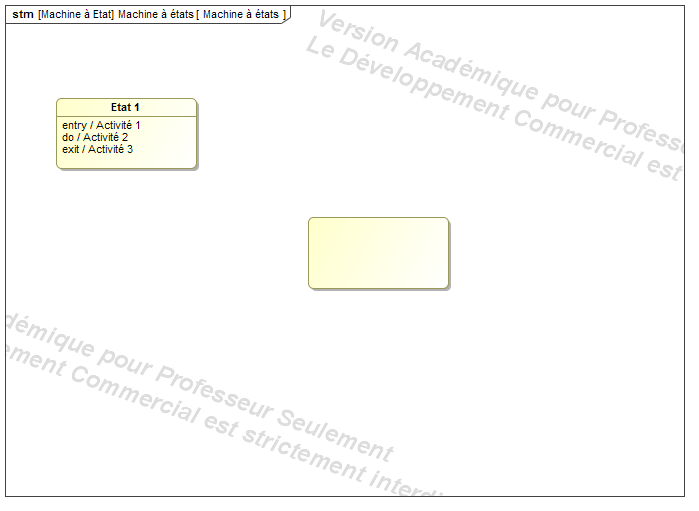 stm [Machine à Etat] Machine à états [ Machine à états ]
Version Académique pour Professeur
Le Développement Commercial est
Etat 1
entry / Activité 1
do / Activité 2
exit / Activité 3
démique pour Professeur Seulement
ement Commercial est strictement interdi